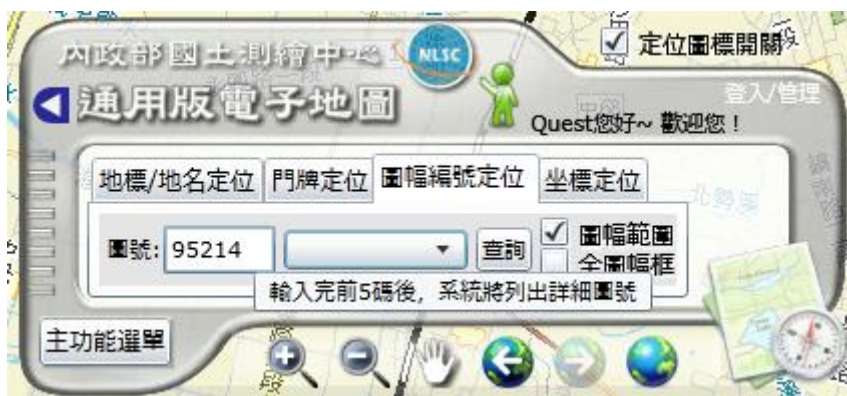 內政部國土測繪中心
NLSC
定位圖標開關
通用版電子地圖
登入/管理
Quest您好~ 歡迎您！
地標/地名定位
門牌定位
圖幅編號定位
坐標定位
北勢溪
圖號:
95214
查詢
圖幅範圍
全圖幅框
輸入完前5碼後，系統將列出詳細圖號
主功能選單